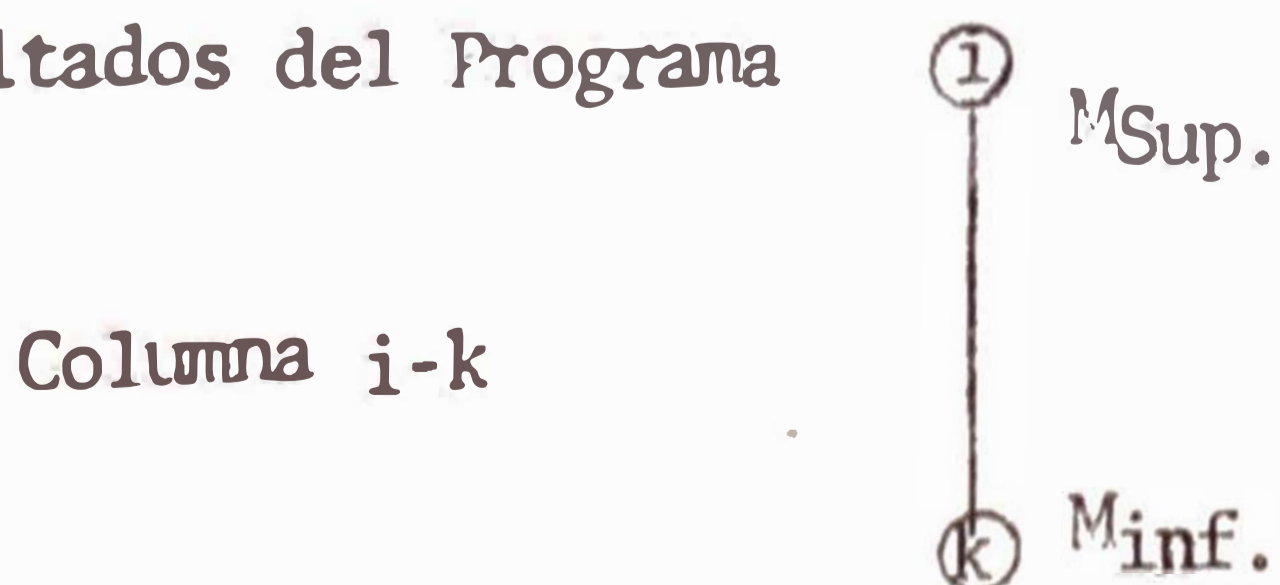 ltados del Programa
i
MSup.
Columna i-k
k
Minf.